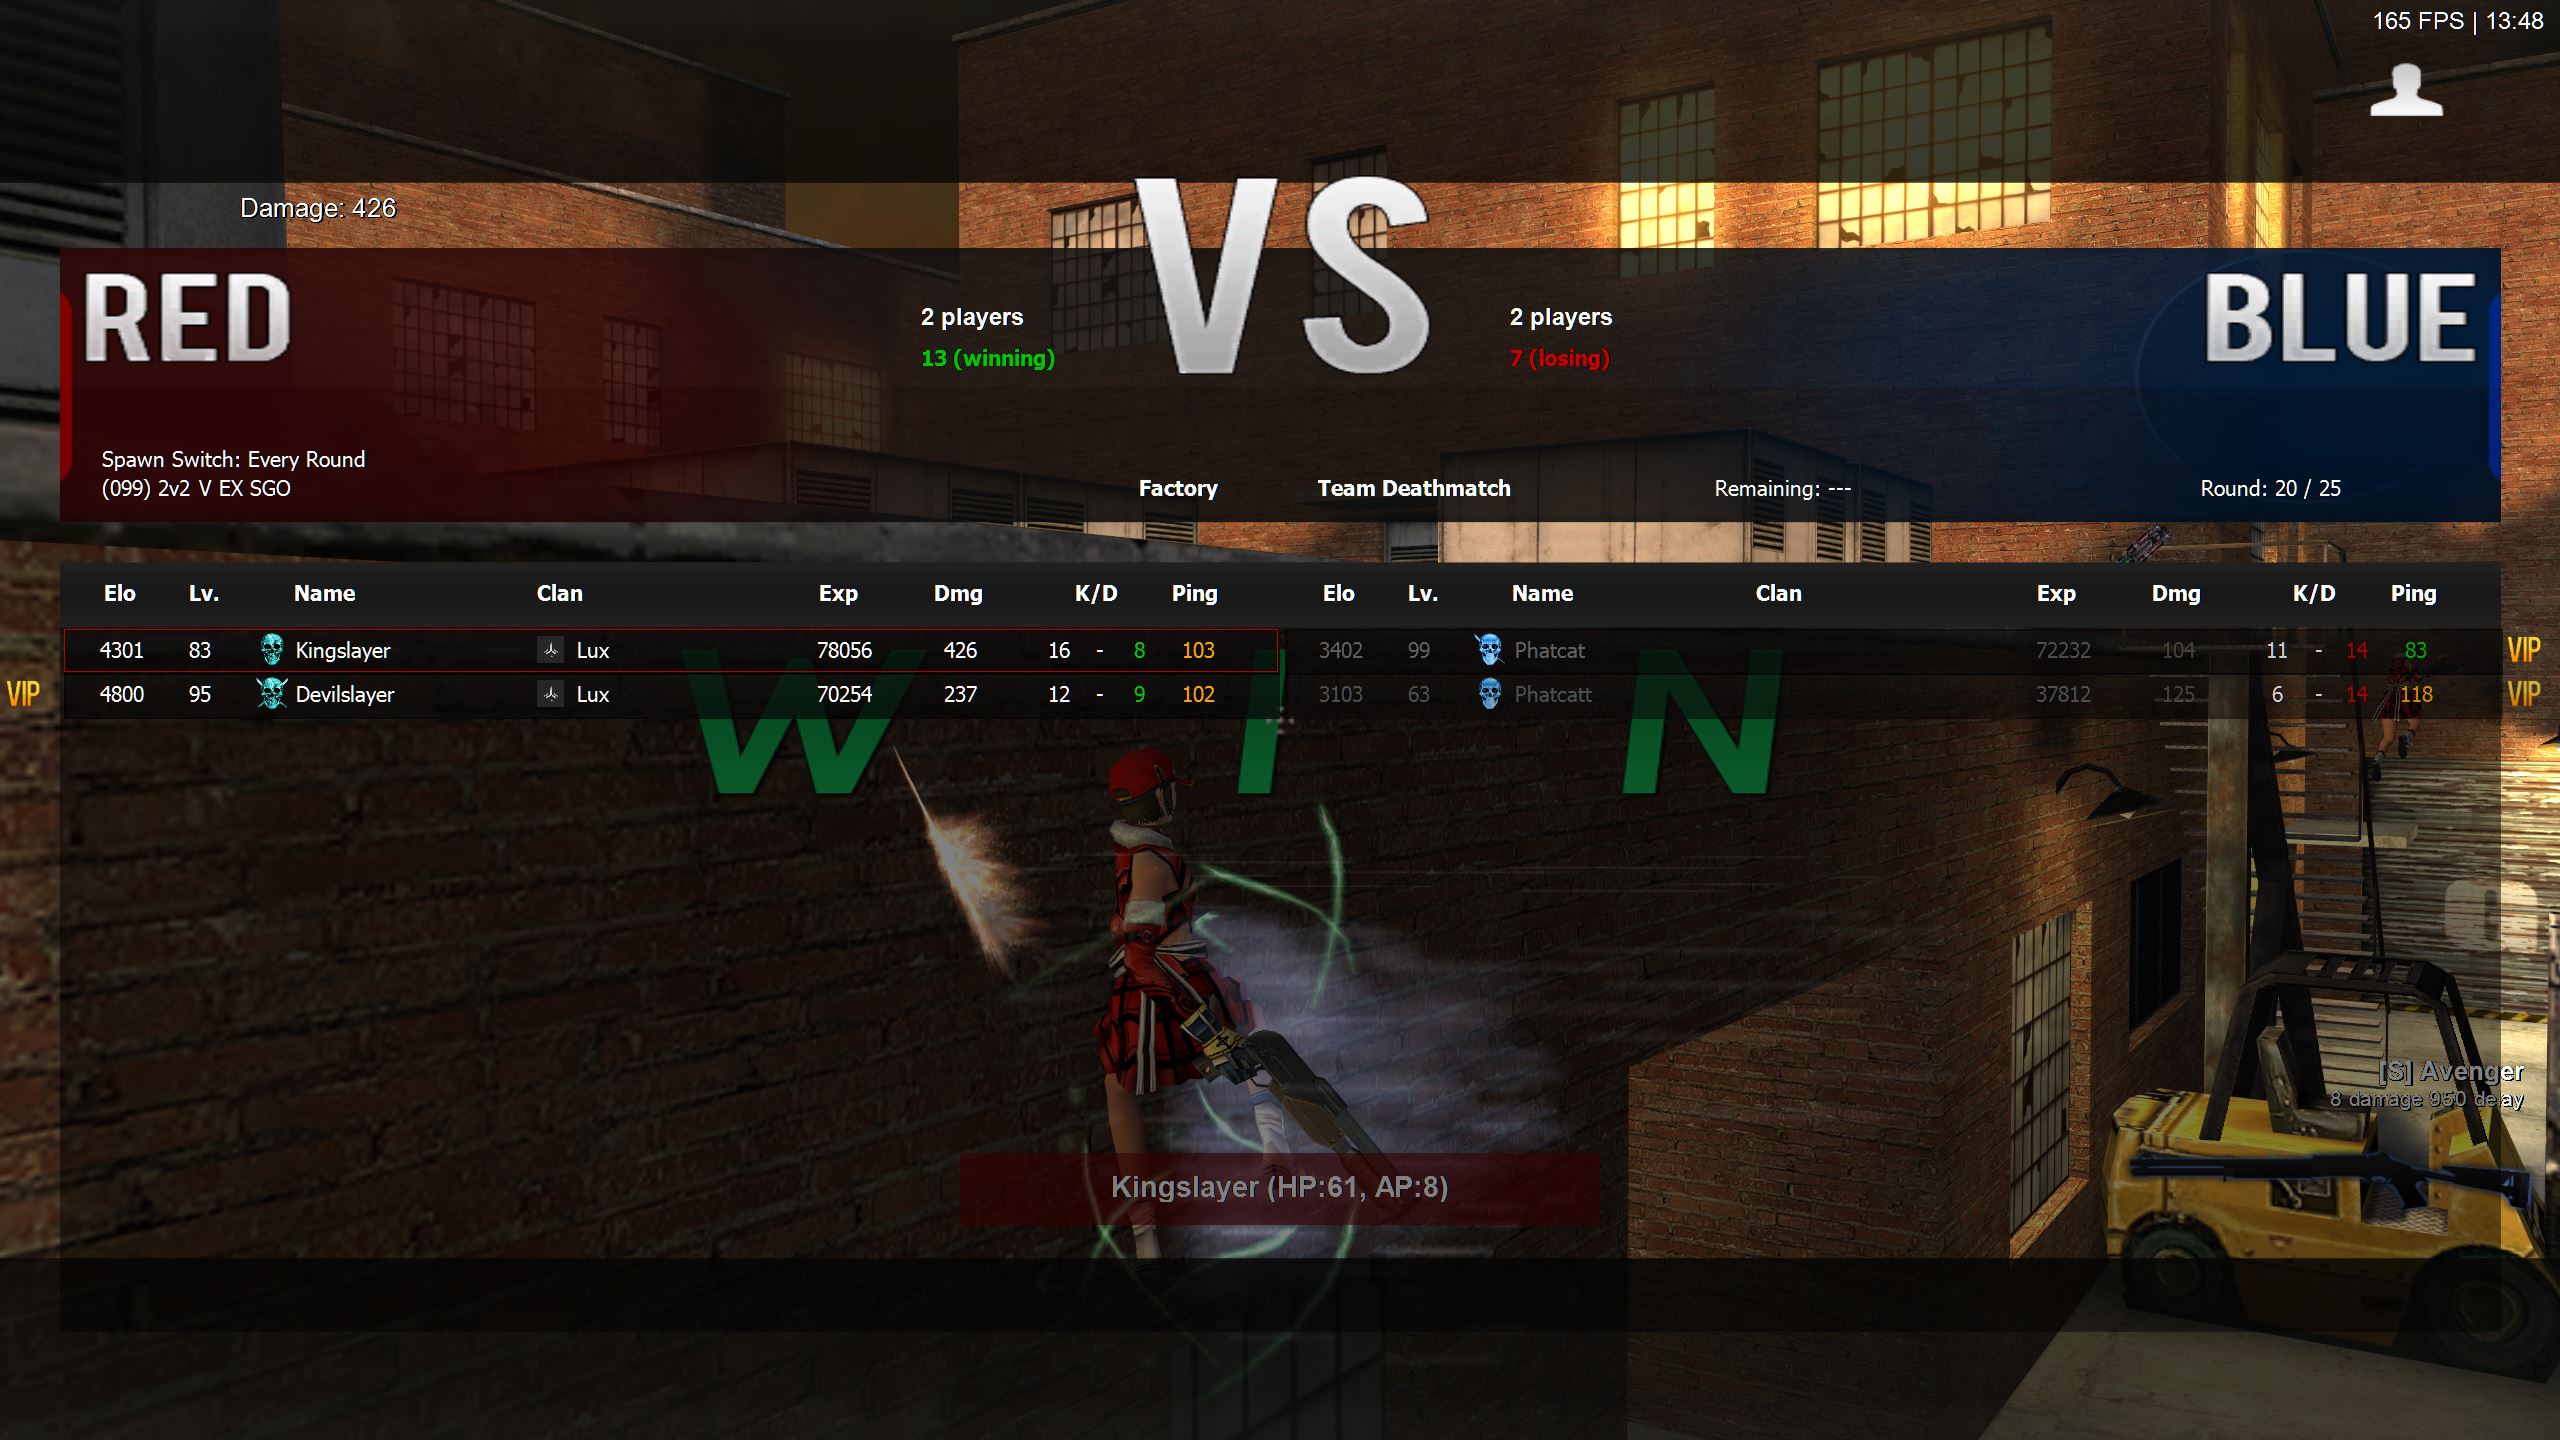 165 FPS | 13:48
Damage: 426
RED
VS
BLUE
2 players
13 (winning)
2 players
7 (losing)
Spawn Switch: Every Round
(099) 2v2 V EX SGO
Factory
Team Deathmatch
Remaining: ---
Round: 20 / 25
Elo Lv. Name Clan Exp Dmg K/D Ping Elo Lv. Name Clan Exp Dmg K/D Ping
4301 83 Kingslayer Lux 78056 426 16 - 8 103 3402 99 Phatcat 72232 104 11 - 14 83 VIP
VIP 4800 95 Devilslayer Lux 70254 237 12 - 9 102 3103 63 Phatcatt 37812 125 6 - 14 118 VIP
WIN
[S] Avenger
8 damage 950 delay
Kingslayer (HP:61, AP:8)